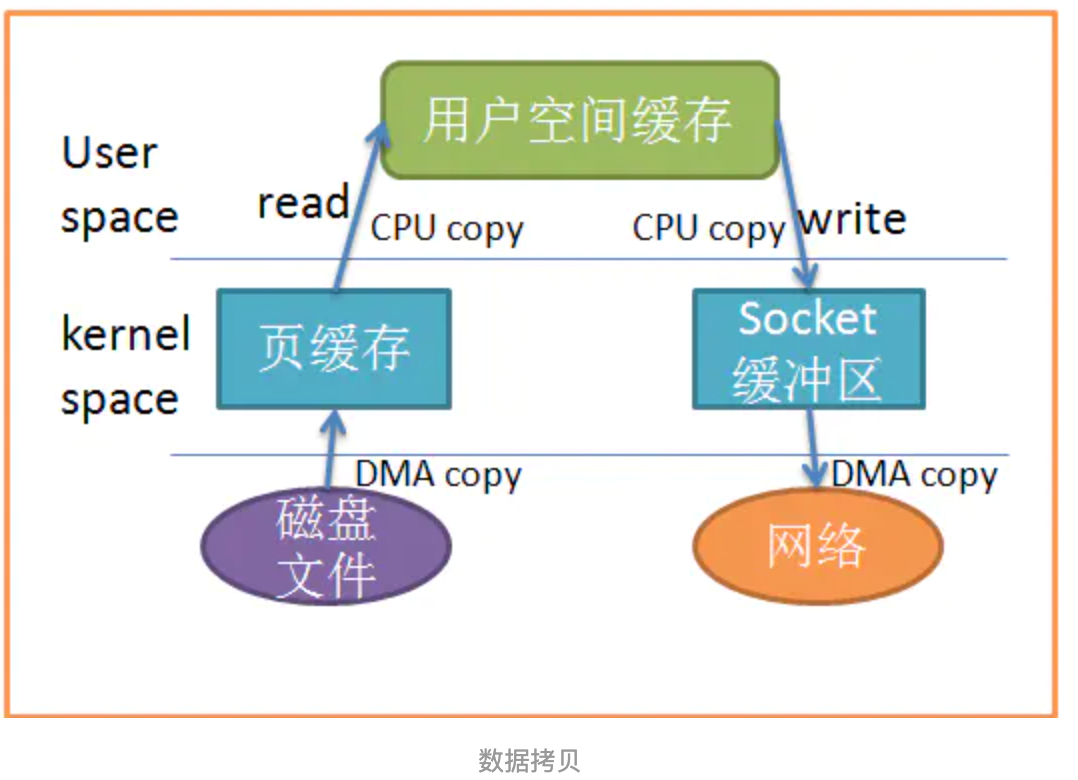 用户空间缓存
User
space
read
CPU copy
CPU copy
write
kernel
space
页缓存
Socket
缓冲区
DMA copy
DMA copy
磁盘
文件
网络
数据拷贝